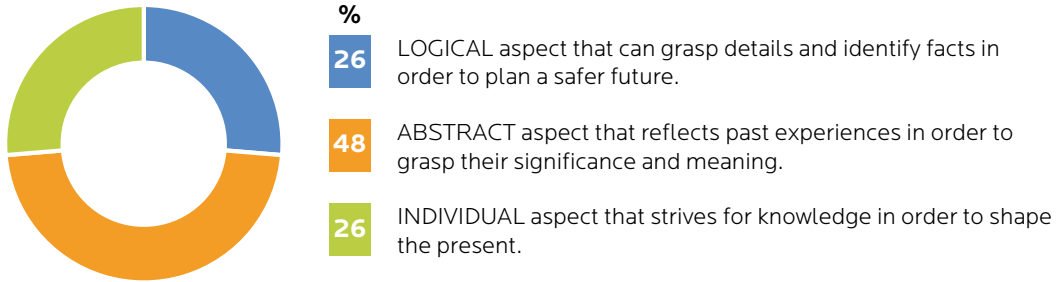 %
26
LOGICAL aspect that can grasp details and identify facts in
order to plan a safer future.
48
ABSTRACT aspect that reflects past experiences in order to
grasp their significance and meaning.
26
INDIVIDUAL aspect that strives for knowledge in order to shape
the present.